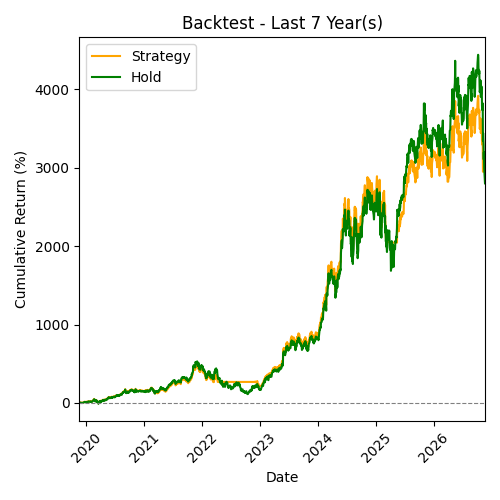 Backtest - Last 7 Year(s)
Strategy
Hold
Cumulative Return (%)
4000
3000
2000
1000
0
2020
2021
2022
2023
2024
2025
2026
Date